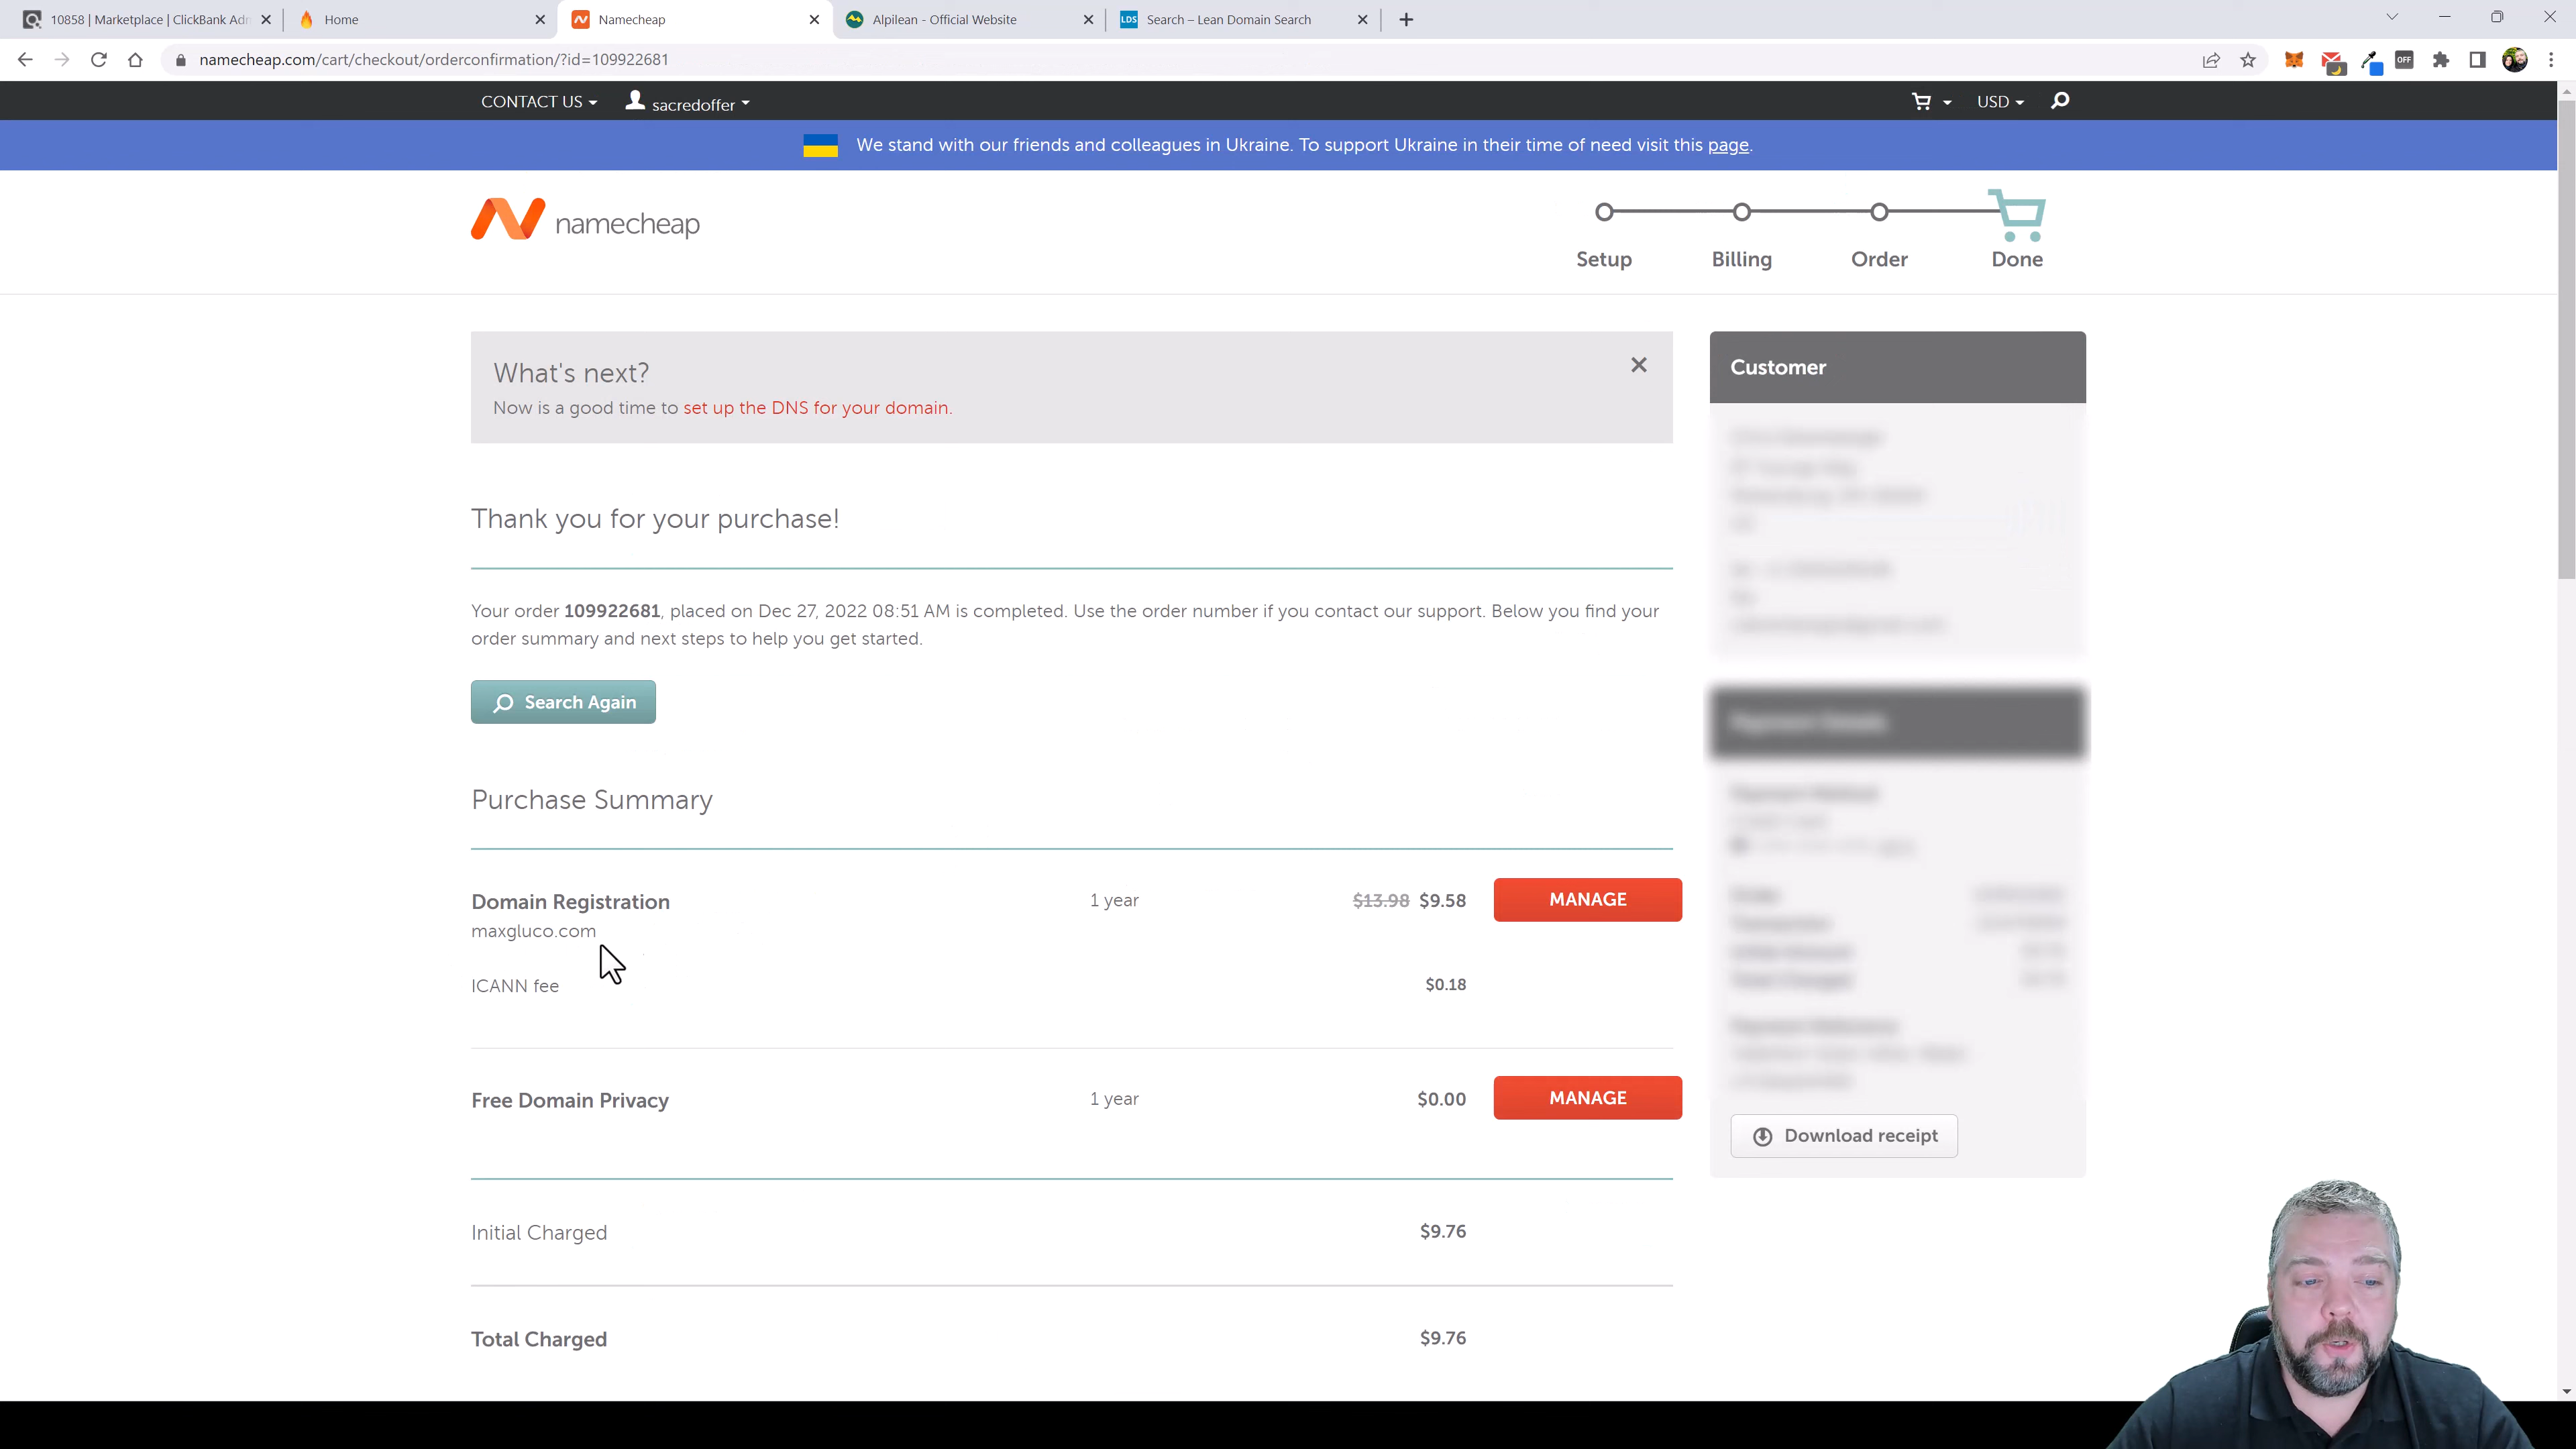 10858 | Marketplace | ClickBank Adm
Home
Namecheap
Alpilean - Official Website
LDS Search – Lean Domain Search
namecheap.com/cart/checkout/orderconfirmation/?id=109922681
OFF
CONTACT US
sacredoffer
USD
We stand with our friends and colleagues in Ukraine. To support Ukraine in their time of need visit this page.
namecheap
Setup
Billing
Order
Done
What's next?
Now is a good time to set up the DNS for your domain.
Customer
Thank you for your purchase!
Your order 109922681, placed on Dec 27, 2022 08:51 AM is completed. Use the order number if you contact our support. Below you find your
order summary and next steps to help you get started.
Search Again
Purchase Summary
Domain Registration 1 year $13.98 $9.58 MANAGE
maxgluco.com
ICANN fee $0.18
Free Domain Privacy 1 year $0.00 MANAGE
Download receipt
Initial Charged $9.76
Total Charged $9.76